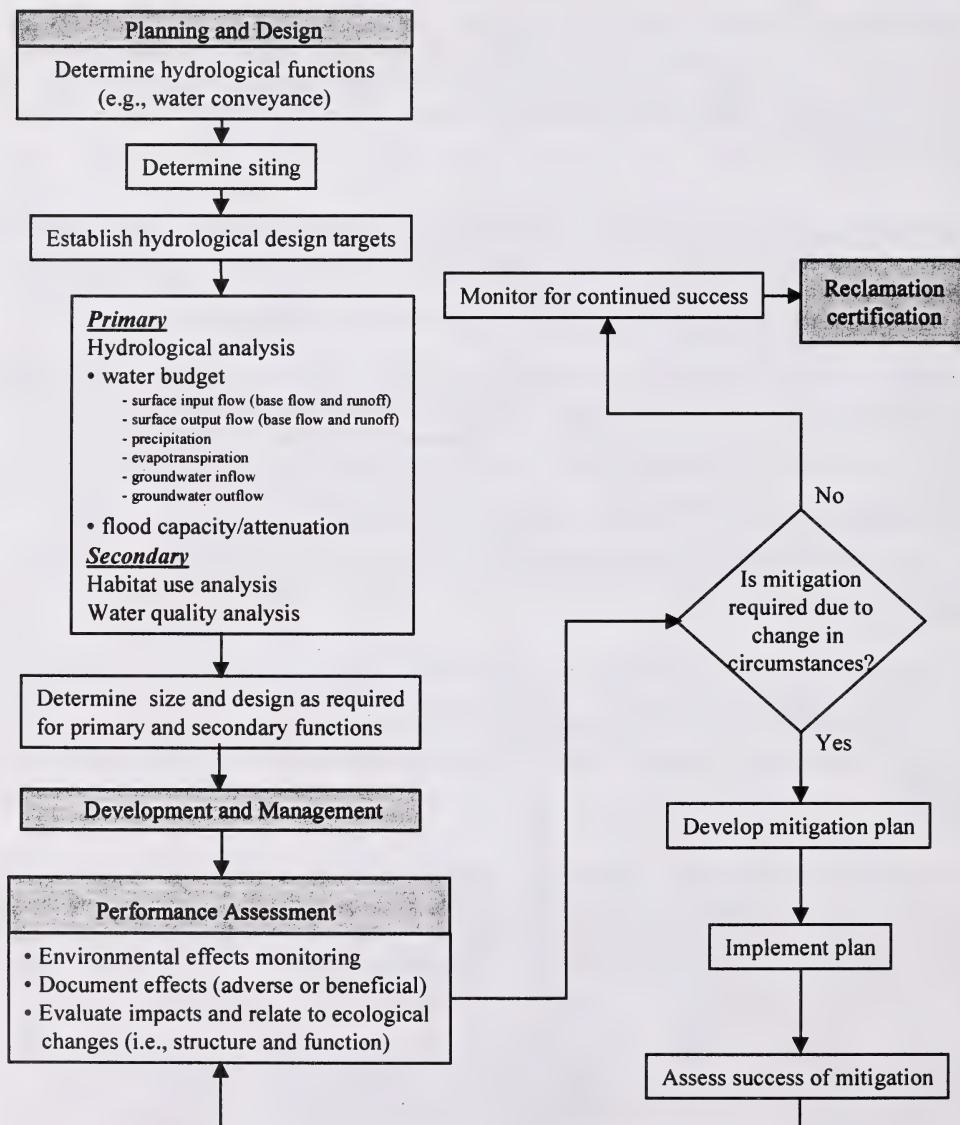 Planning and Design
Determine hydrological functions
(e.g., water conveyance)
Determine siting
Establish hydrological design targets
Primary
Hydrological analysis
• water budget
- surface input flow (base flow and runoff)
- surface output flow (base flow and runoff)
- precipitation
- evapotranspiration
- groundwater inflow
- groundwater outflow
• flood capacity/attenuation
Secondary
Habitat use analysis
Water quality analysis
Determine size and design as required
for primary and secondary functions
Development and Management
Performance Assessment
• Environmental effects monitoring
• Document effects (adverse or beneficial)
• Evaluate impacts and relate to ecological
changes (i.e., structure and function)
Monitor for continued success
Reclamation
certification
No
Is mitigation
required due to
change in
circumstances?
Yes
Develop mitigation plan
Implement plan
Assess success of mitigation